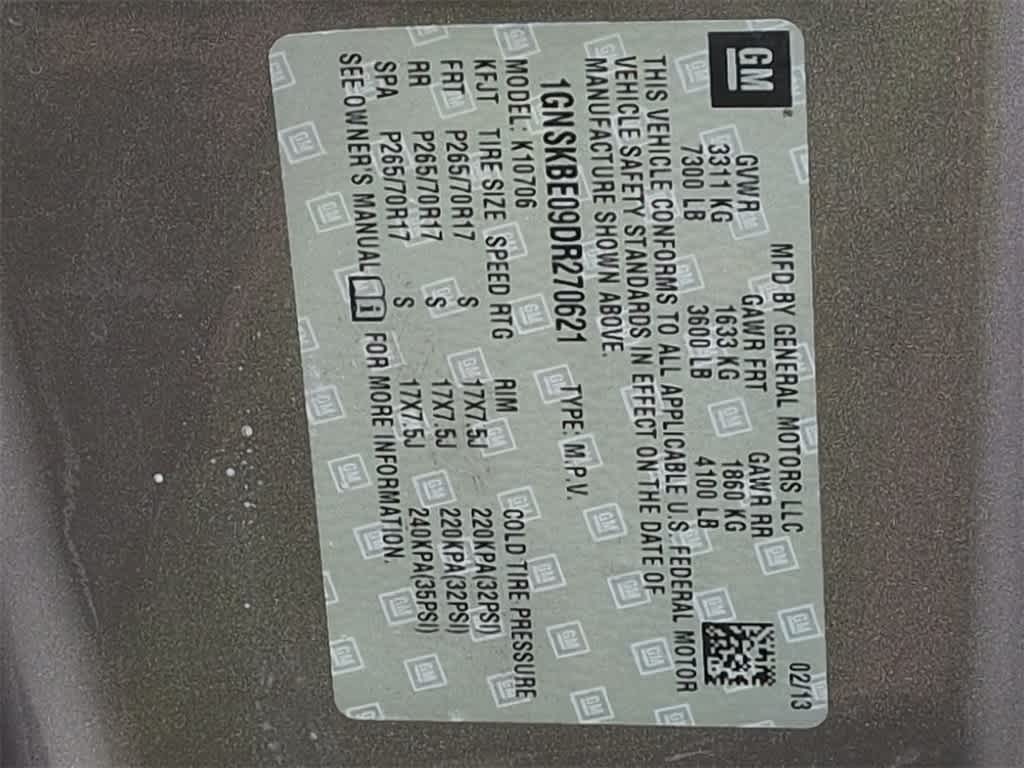 GM
MFD BY GENERAL MOTORS LLC 02/13
GVWR GAWR FRT GAWR RR
3311 KG 1633 KG 1860 KG
7300 LB 3600 LB 4100 LB
THIS VEHICLE CONFORMS TO ALL APPLICABLE U.S. FEDERAL MOTOR
VEHICLE SAFETY STANDARDS IN EFFECT ON THE DATE OF
MANUFACTURE SHOWN ABOVE.
1GNSKBE09DR270621 TYPE: M.P.V.
MODEL: K10706
KFJT TIRE SIZE SPEED RTG RIM COLD TIRE PRESSURE
FRT P265/70R17 S 17X7.5J 220KPA(32PSI)
RR P265/70R17 S 17X7.5J 220KPA(32PSI)
SPA P265/70R17 S 17X7.5J 240KPA(35PSI)
SEE OWNER'S MANUAL i FOR MORE INFORMATION.